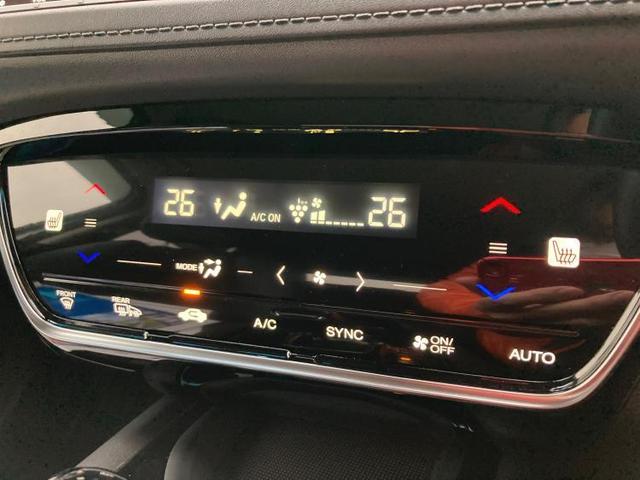 26 A/C ON 26
MODE
FRONT
REAR
A/C
SYNC
ON/
OFF
AUTO